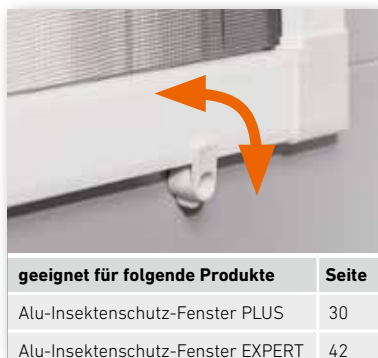 geeignet für folgende Produkte Seite
Alu-Insektenschutz-Fenster PLUS 30
Alu-Insektenschutz-Fenster EXPERT 42